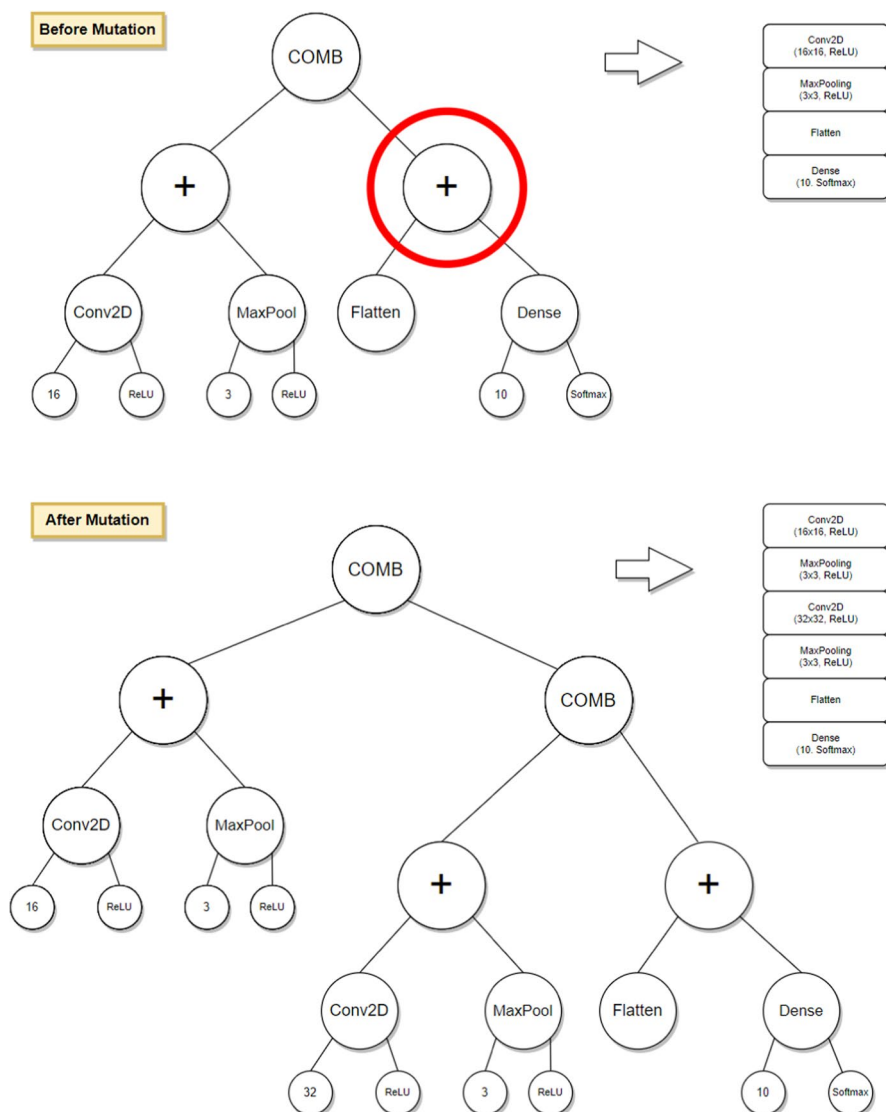 Before Mutation
COMB
+
+
Conv2D
MaxPool
Flatten
Dense
16
ReLU
3
ReLU
10
Softmax
Conv2D
(16x16, ReLU)
MaxPooling
(3x3, ReLU)
Flatten
Dense
(10. Softmax)
After Mutation
COMB
+
COMB
Conv2D
MaxPool
+
+
16
ReLU
3
ReLU
Conv2D
MaxPool
Flatten
Dense
32
ReLU
3
ReLU
10
Softmax
Conv2D
(16x16, ReLU)
MaxPooling
(3x3, ReLU)
Conv2D
(32x32, ReLU)
MaxPooling
(3x3, ReLU)
Flatten
Dense
(10. Softmax)